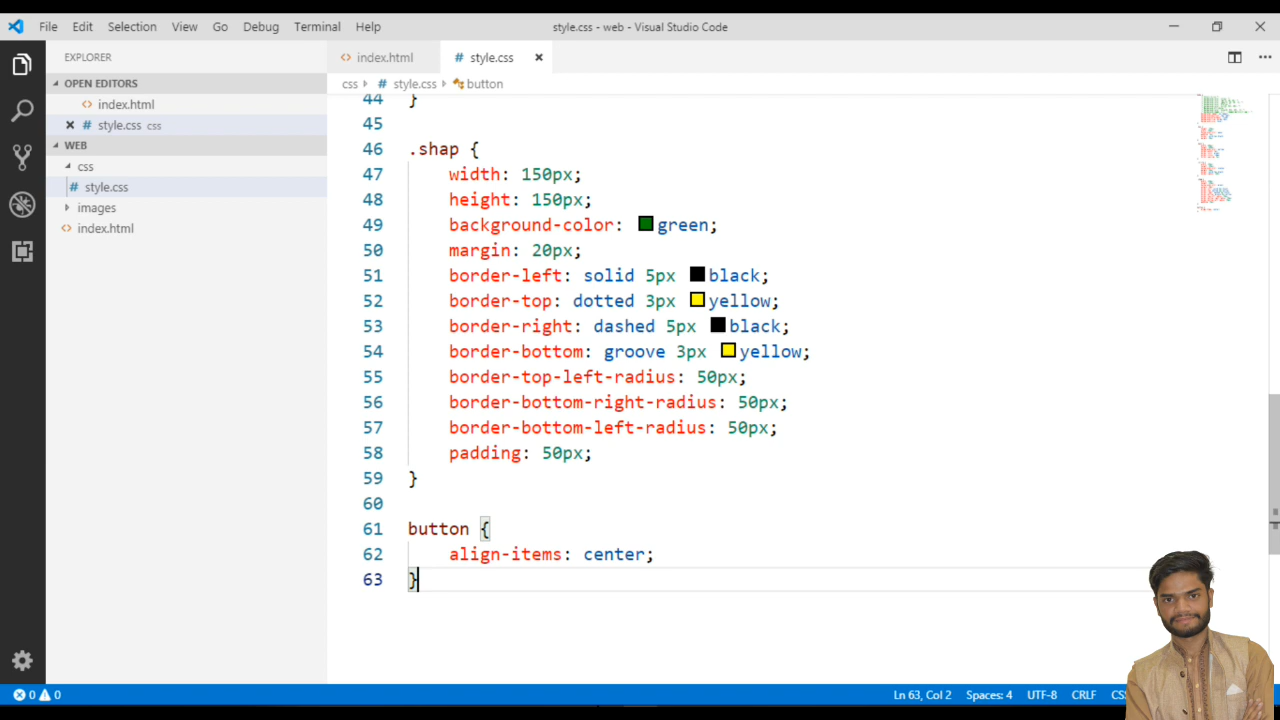 File Edit Selection View Go Debug Terminal Help
style.css - web - Visual Studio Code
EXPLORER
OPEN EDITORS
index.html
style.css css
WEB
css
style.css
images
index.html
index.html
style.css
css
style.css
button
44 }
45
46 .shap {
47 width: 150px;
48 height: 150px;
49 background-color: green;
50 margin: 20px;
51 border-left: solid 5px black;
52 border-top: dotted 3px yellow;
53 border-right: dashed 5px black;
54 border-bottom: groove 3px yellow;
55 border-top-left-radius: 50px;
56 border-bottom-right-radius: 50px;
57 border-bottom-left-radius: 50px;
58 padding: 50px;
59 }
60
61 button {
62 align-items: center;
63 }
0 0
Ln 63, Col 2 Spaces: 4 UTF-8 CRLF